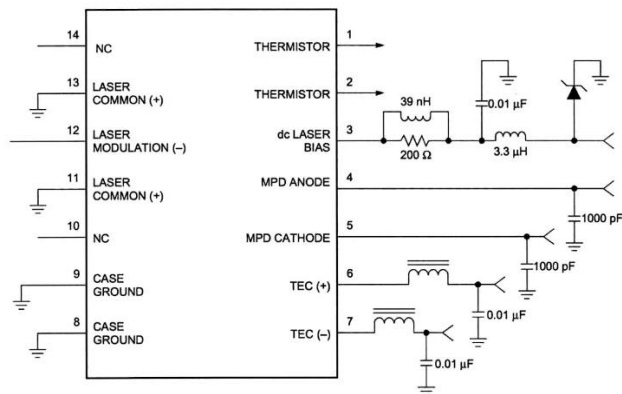 14
NC
13
LASER
COMMON (+)
12
LASER
MODULATION (–)
11
LASER
COMMON (+)
10
NC
9
CASE
GROUND
8
CASE
GROUND
THERMISTOR
1
THERMISTOR
2
dc LASER
BIAS
3
MPD ANODE
4
MPD CATHODE
5
TEC (+)
6
TEC (–)
7
39 nH
200 Ω
0.01 µF
3.3 µH
1000 pF
1000 pF
0.01 µF
0.01 µF